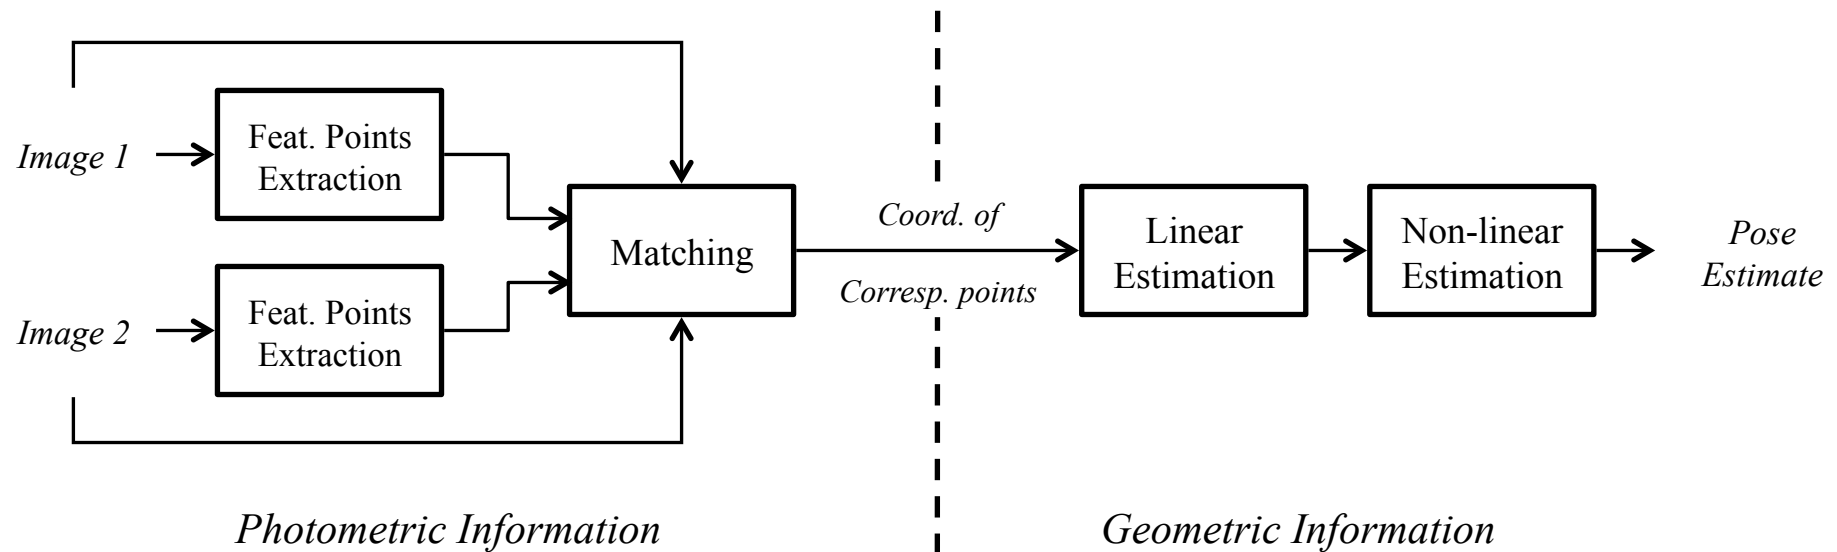 Image 1
Feat. Points
Extraction
Image 2
Feat. Points
Extraction
Matching
Coord. of
Corresp. points
Linear
Estimation
Non-linear
Estimation
Pose
Estimate
Photometric Information
Geometric Information